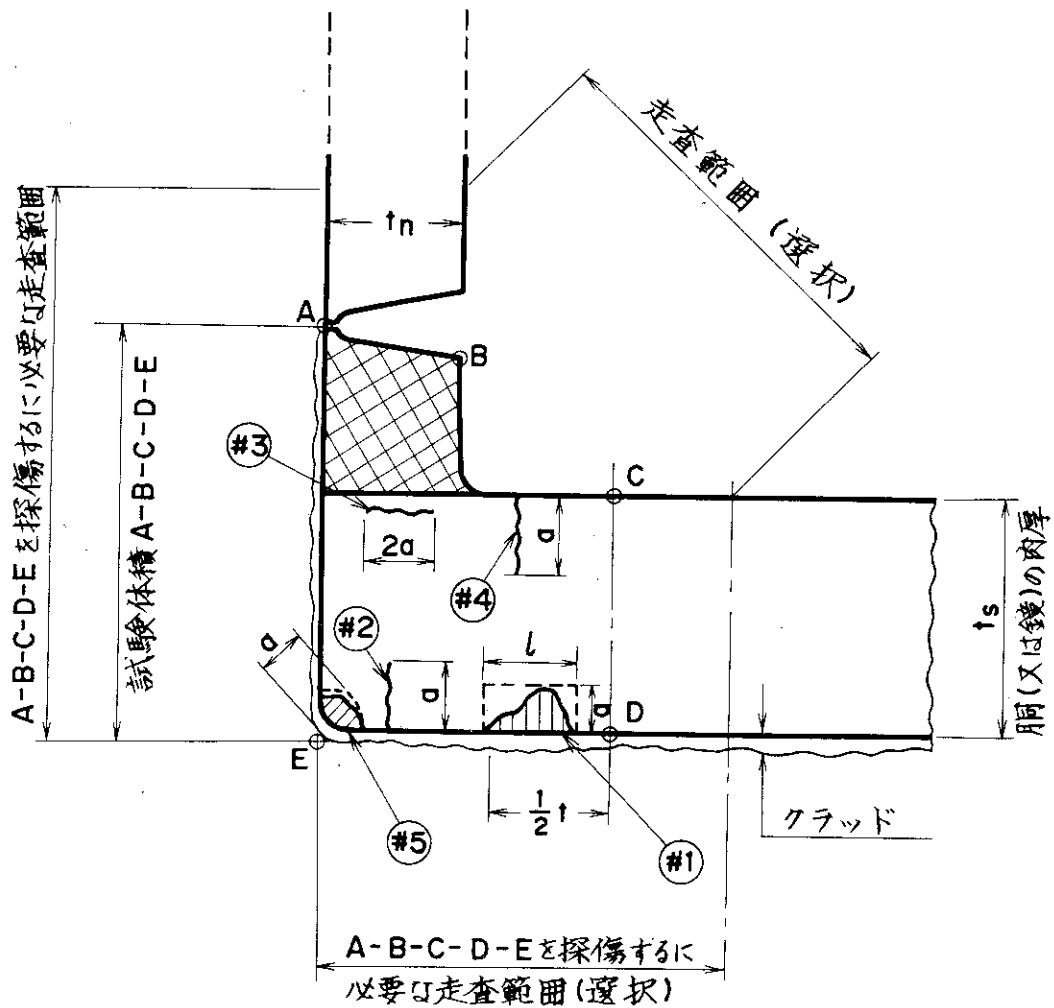 走査範囲(選択)
A-B-C-D-Eを探傷するに必要な走査範囲
試験体積 A-B-C-D-E
tn
A
B
#3
2a
#4
a
C
ts
胴(又は鏡)の肉厚
#2
a
a
l
a
D
E
1/2 t
#5
#1
クラッド
A-B-C-D-Eを探傷するに
必要な走査範囲(選択)